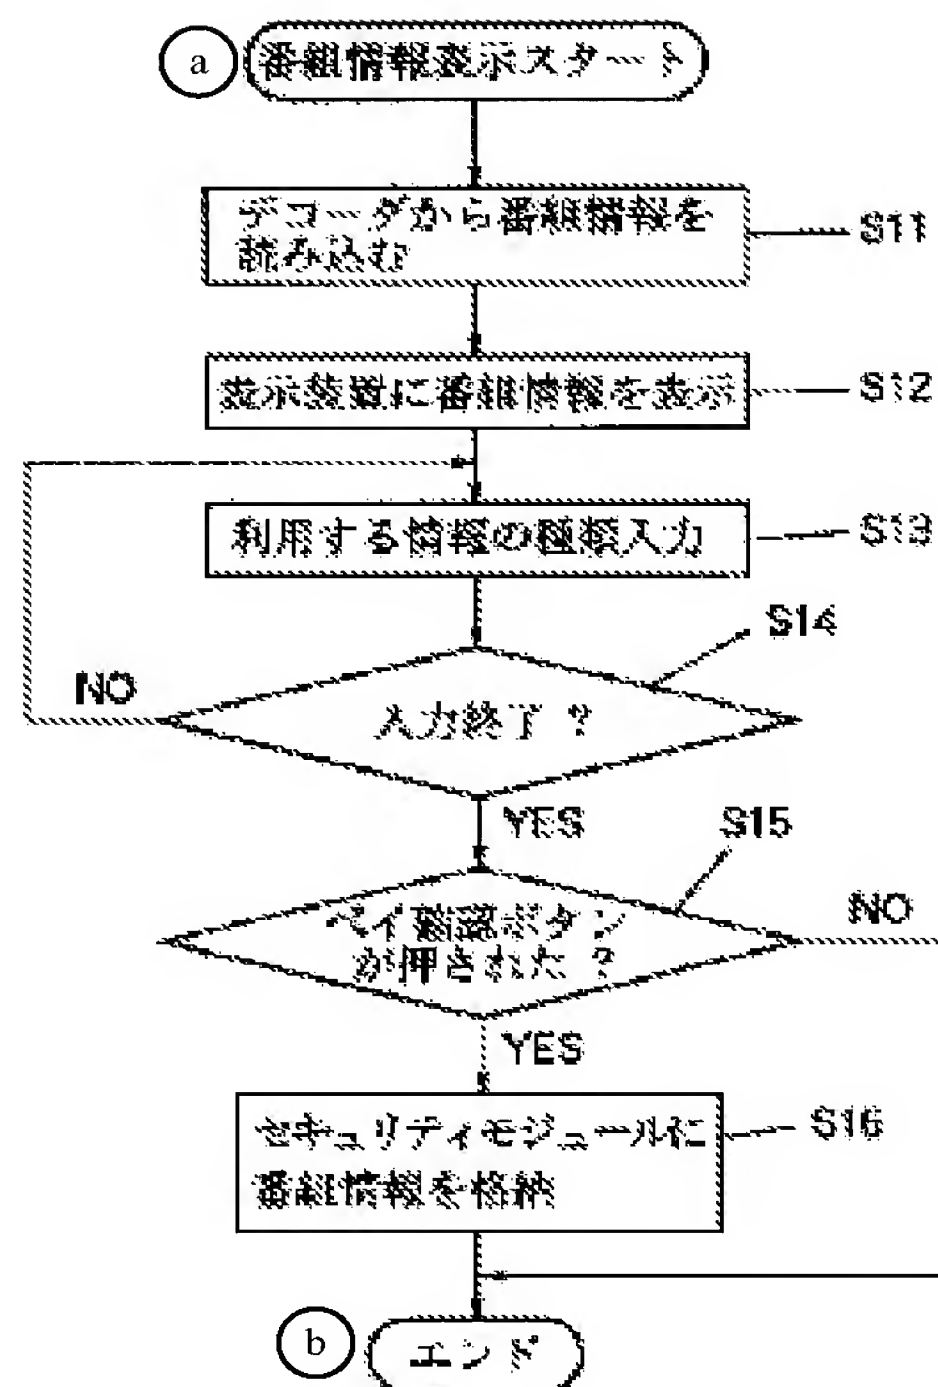 a
番組情報表示スタート
デコーダから番組情報を
読み込む
S11
表示装置に番組情報を表示
S12
利用する情報の種類入力
S13
S14
NO
入力終了 ?
YES
S15
ペイ
ボタン
が押された ?
NO
YES
セキュリティモジュールに
番組情報を格納
S16
b
エンド